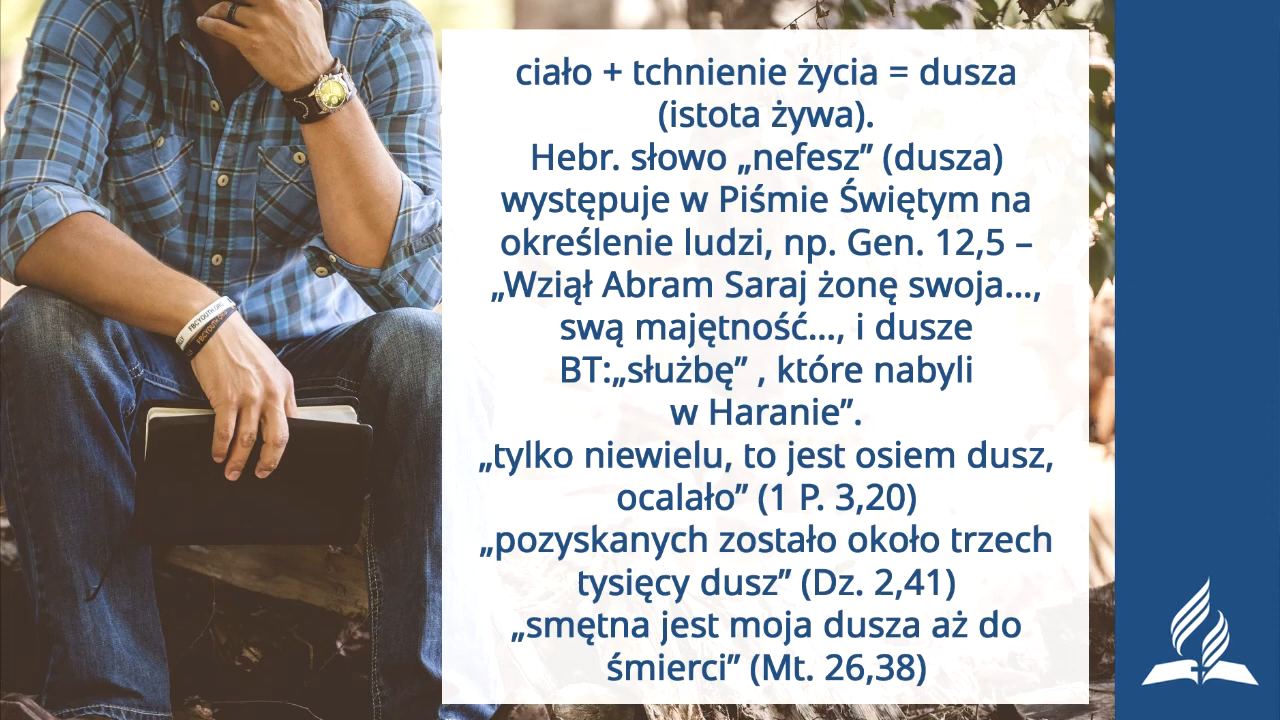 ciało + tchnienie życia = dusza
(istota żywa).
Hebr. słowo „nefesz” (dusza)
występuje w Piśmie Świętym na
określenie ludzi, np. Gen. 12,5 –
„Wziął Abram Saraj żonę swoja...,
swą majętność..., i dusze
BT:„służbę” , które nabyli
w Haranie”.
„tylko niewielu, to jest osiem dusz,
ocalało” (1 P. 3,20)
„pozyskanych zostało około trzech
tysięcy dusz” (Dz. 2,41)
„smętna jest moja dusza aż do
śmierci” (Mt. 26,38)